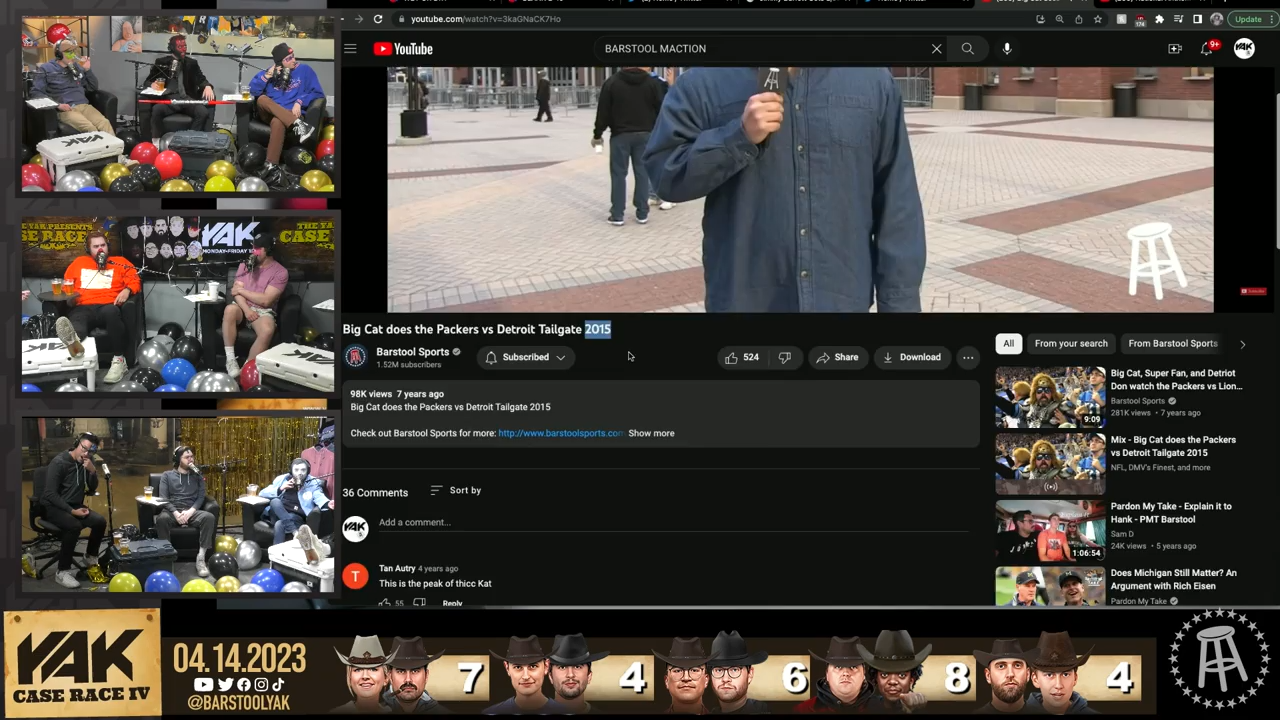 youtube.com/watch?v=3kaGNaCK7Ho
Update
YouTube
BARSTOOL MACTION
9+
YAK
Big Cat does the Packers vs Detroit Tailgate 2015
Barstool Sports
1.52M subscribers
Subscribed
524
Share
Download
98K views 7 years ago
Big Cat does the Packers vs Detroit Tailgate 2015
Check out Barstool Sports for more: http://www.barstoolsports.com Show more
36 Comments
Sort by
YAK
Add a comment...
T
Tan Autry 4 years ago
This is the peak of thicc Kat
55
Reply
All
From your search
From Barstool Sports
Big Cat, Super Fan, and Detriot
Don watch the Packers vs Lion...
Barstool Sports
281K views • 7 years ago
9:09
Mix - Big Cat does the Packers
vs Detroit Tailgate 2015
NFL, DMV's Finest, and more
Pardon My Take - Explain it to
Hank - PMT Barstool
Sam D
24K views • 5 years ago
1:06:54
Does Michigan Still Matter? An
Argument with Rich Eisen
Pardon My Take
YAK
YAK
MONDAY-FRIDAY
YAK
YAK
CASE RACE IV
04.14.2023
@BARSTOOLYAK
7
4
6
8
4